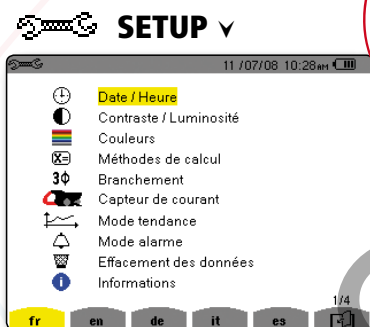 SETUP
11 /07/08 10:28AM
Date / Heure
Contraste / Luminosité
Couleurs
Méthodes de calcul
3Φ Branchement
Capteur de courant
Mode tendance
Mode alarme
Effacement des données
Informations
1/4
fr en de it es